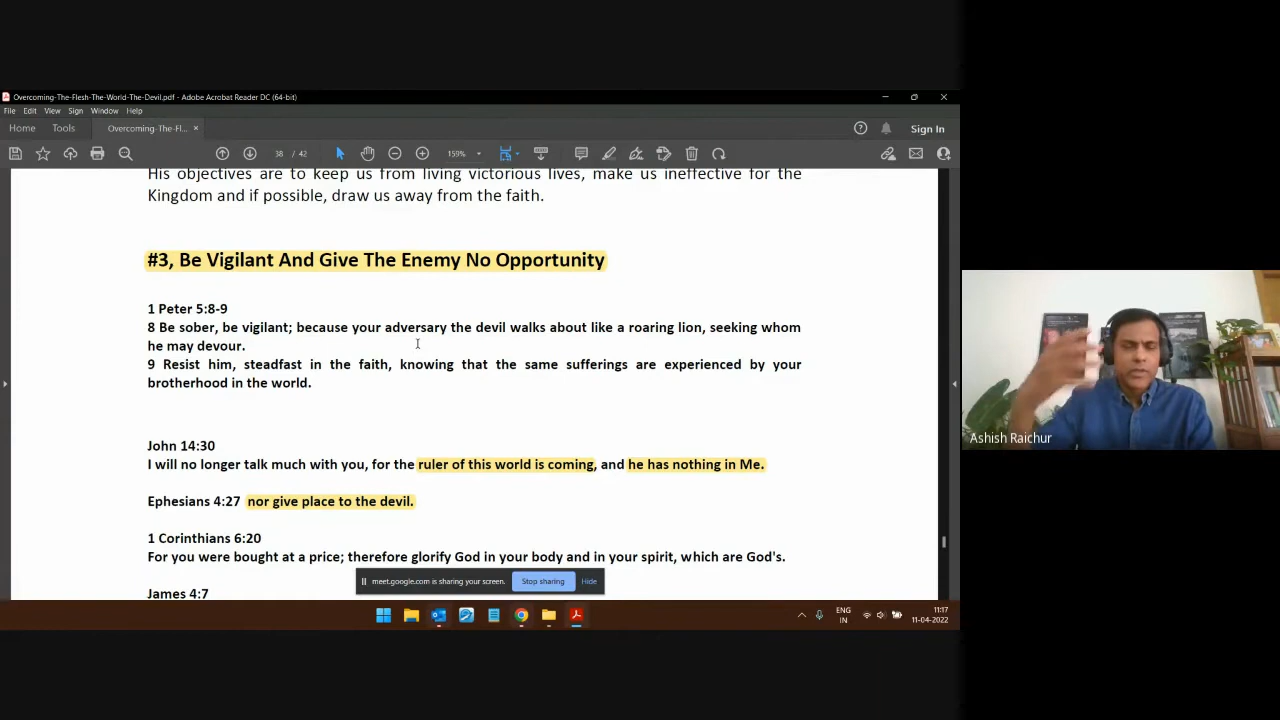 Overcoming-The-Flesh-The-World-The-Devil.pdf - Adobe Acrobat Reader DC (64-bit)
File Edit View Sign Window Help
Home Tools Overcoming-The-Fl... × Sign In
38 / 42 159%
His objectives are to keep us from living victorious lives, make us ineffective for the
Kingdom and if possible, draw us away from the faith.
#3, Be Vigilant And Give The Enemy No Opportunity
1 Peter 5:8-9
8 Be sober, be vigilant; because your adversary the devil walks about like a roaring lion, seeking whom
he may devour.
9 Resist him, steadfast in the faith, knowing that the same sufferings are experienced by your
brotherhood in the world.
Ashish Raichur
John 14:30
I will no longer talk much with you, for the ruler of this world is coming, and he has nothing in Me.
Ephesians 4:27 nor give place to the devil.
1 Corinthians 6:20
For you were bought at a price; therefore glorify God in your body and in your spirit, which are God's.
meet.google.com is sharing your screen. Stop sharing Hide
James 4:7
ENG
IN
11:17
11-04-2022